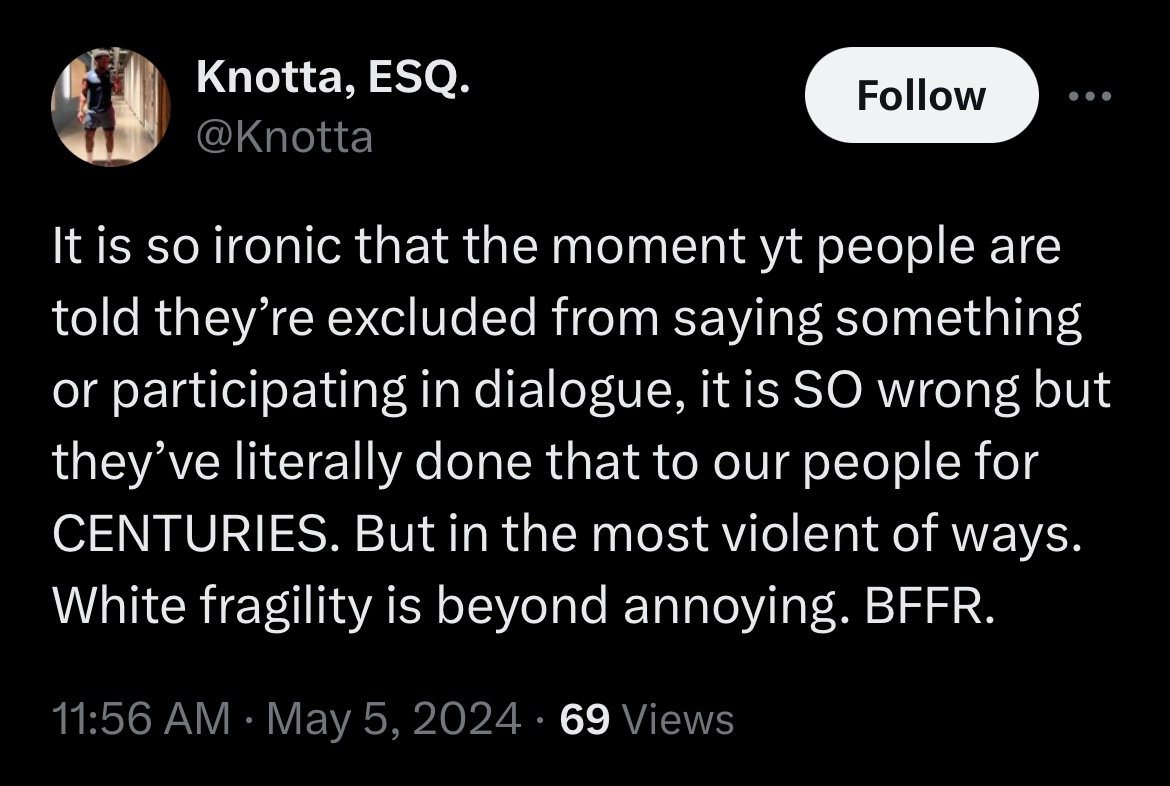 Knotta, ESQ.
@Knotta
Follow
It is so ironic that the moment yt people are
told they’re excluded from saying something
or participating in dialogue, it is SO wrong but
they’ve literally done that to our people for
CENTURIES. But in the most violent of ways.
White fragility is beyond annoying. BFFR.
11:56 AM · May 5, 2024 · 69 Views